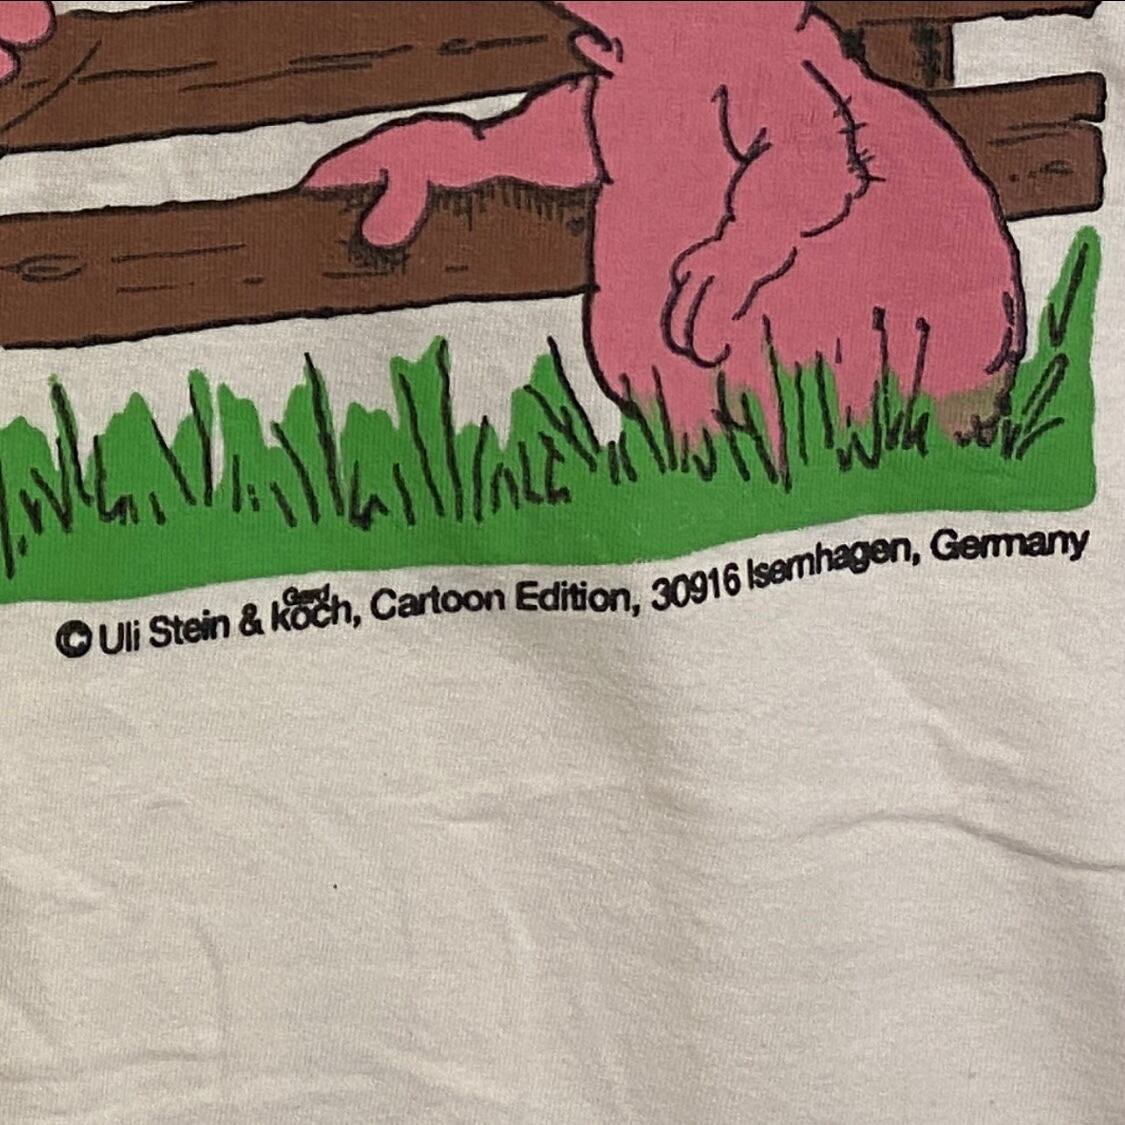 © Uli Stein & Gerd koch, Cartoon Edition, 30916 Isernhagen, Germany